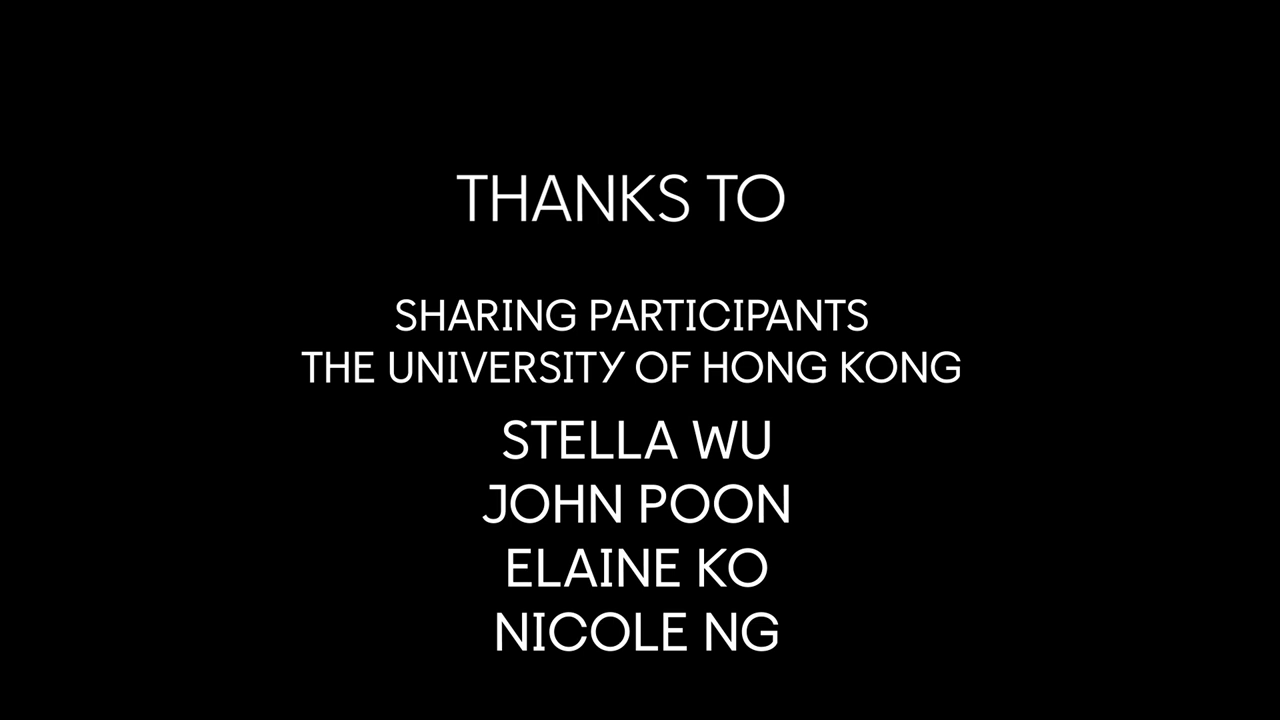 THANKS TO
SHARING PARTICIPANTS
THE UNIVERSITY OF HONG KONG
STELLA WU
JOHN POON
ELAINE KO
NICOLE NG